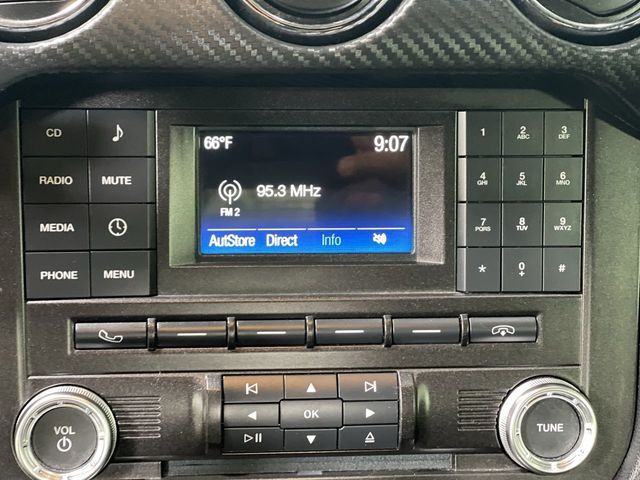 CD
RADIO MUTE
MEDIA
PHONE MENU
66°F 9:07
95.3 MHz
FM 2
AutStore Direct Info
1 2 ABC 3 DEF
4 GHI 5 JKL 6 MNO
7 PQRS 8 TUV 9 WXYZ
* 0 + #
OK
VOL
TUNE